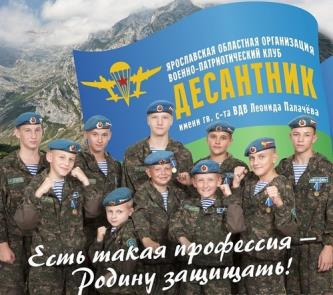 ЯРОСЛАВСКАЯ ОБЛАСТНАЯ ОРГАНИЗАЦИЯ
ВОЕННО-ПАТРИОТИЧЕСКИЙ КЛУБ
ДЕСАНТНИК
имени гв. с-та ВДВ Леонида Палачёва
Есть такая профессия –
Родину защищать!